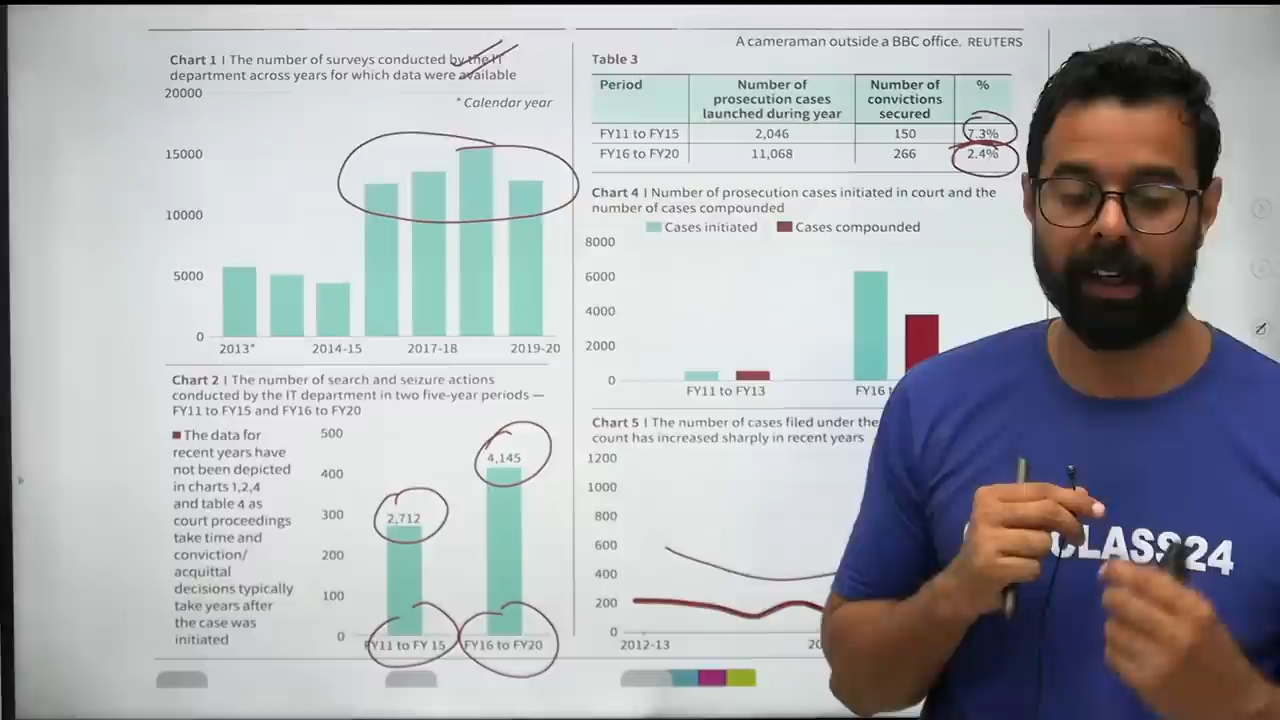 A cameraman outside a BBC office. REUTERS
Chart 1 | The number of surveys conducted by the IT
department across years for which data were available
* Calendar year
20000
15000
10000
5000
0
2013*
2014-15
2017-18
2019-20
Chart 2 | The number of search and seizure actions
conducted by the IT department in two five-year periods —
FY11 to FY15 and FY16 to FY20
The data for
recent years have
not been depicted
in charts 1,2,4
and table 4 as
court proceedings
take time and
conviction/
acquittal
decisions typically
take years after
the case was
initiated
500
400
300
200
100
0
2,712
4,145
FY11 to FY 15
FY16 to FY20
Table 3
Period
Number of
prosecution cases
launched during year
Number of
convictions
secured
%
FY11 to FY15 2,046 150 7.3%
FY16 to FY20 11,068 266 2.4%
Chart 4 | Number of prosecution cases initiated in court and the
number of cases compounded
Cases initiated Cases compounded
8000
6000
4000
2000
0
FY11 to FY13
FY16
Chart 5 | The number of cases filed under the
count has increased sharply in recent years
1200
1000
800
600
400
200
0
2012-13
CLASS24